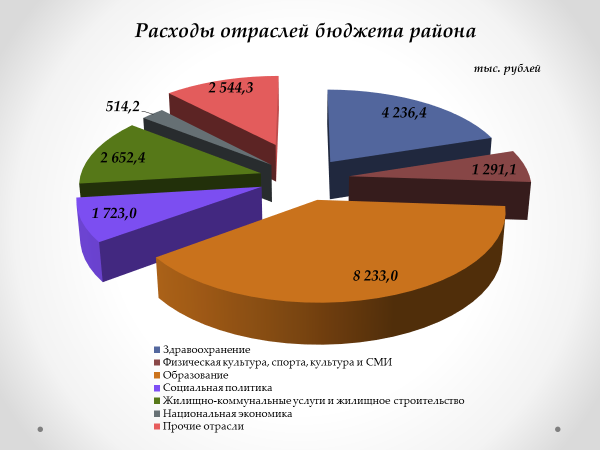 Расходы отраслей бюджета района
тыс. рублей
2 544,3
4 236,4
514,2
2 652,4
1 291,1
1 723,0
8 233,0
Здравоохранение
Физическая культура, спорта, культура и СМИ
Образование
Социальная политика
Жилищно-коммунальные услуги и жилищное строительство
Национальная экономика
Прочие отрасли